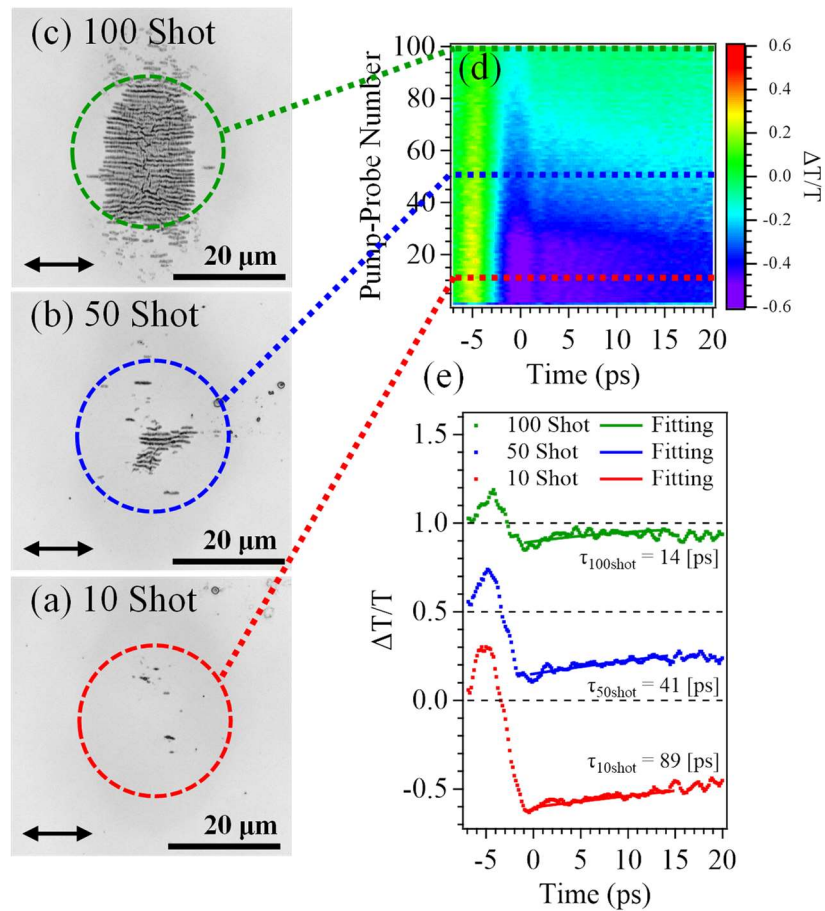 (c) 100 Shot
20 μm
(b) 50 Shot
20 μm
(a) 10 Shot
20 μm
(d)
Pump-Probe Number
100
80
60
40
20
-5 0 5 10 15 20
Time (ps)
0.6
0.4
0.2
0.0
-0.2
-0.4
-0.6
ΔT/T
(e)
100 Shot Fitting
50 Shot Fitting
10 Shot Fitting
1.5
1.0
0.5
0.0
-0.5
ΔT/T
τ100shot = 14 [ps]
τ50shot = 41 [ps]
τ10shot = 89 [ps]
-5 0 5 10 15 20
Time (ps)